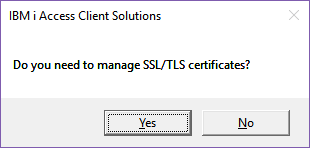 IBM i Access Client Solutions
Do you need to manage SSL/TLS certificates?
Yes No